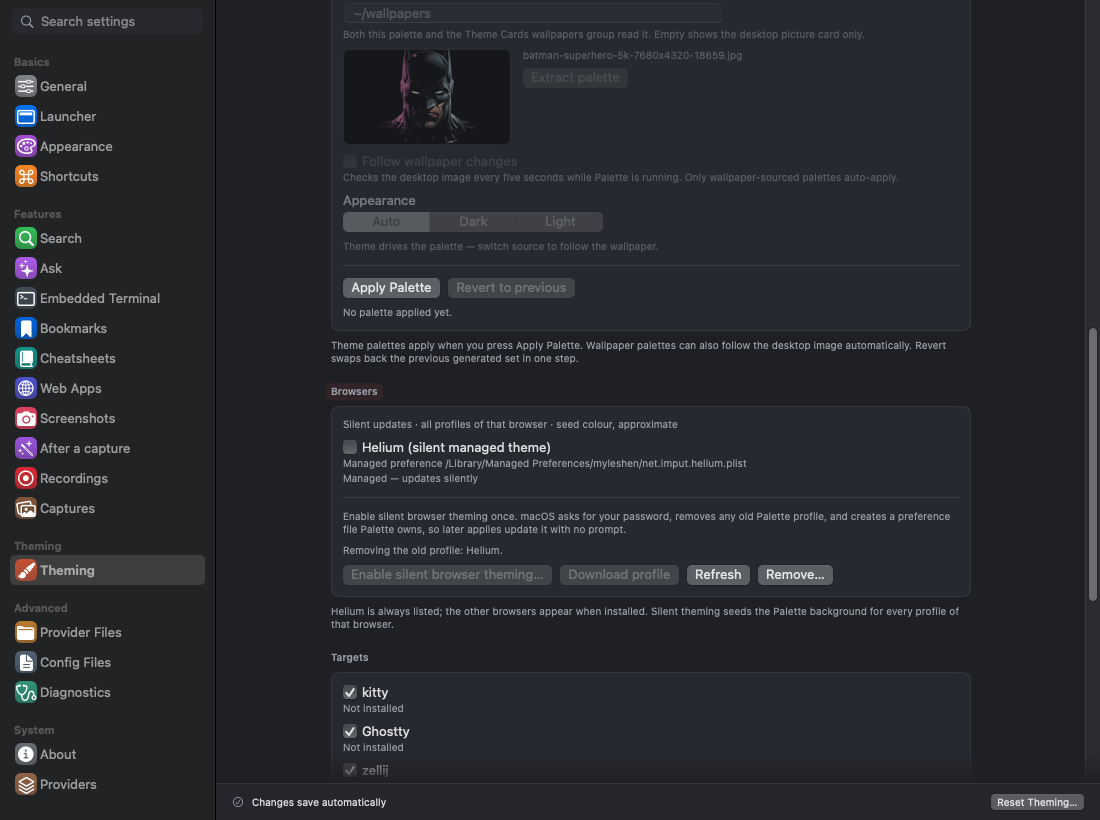 Search settings
Basics
General
Launcher
Appearance
Shortcuts
Features
Search
Ask
Embedded Terminal
Bookmarks
Cheatsheets
Web Apps
Screenshots
After a capture
Recordings
Captures
Theming
Theming
Advanced
Provider Files
Config Files
Diagnostics
System
About
Providers
~/wallpapers
Both this palette and the Theme Cards wallpapers group read it. Empty shows the desktop picture card only.
batman-superhero-5k-7680x4320-18659.jpg
Extract palette
Follow wallpaper changes
Checks the desktop image every five seconds while Palette is running. Only wallpaper-sourced palettes auto-apply.
Appearance
Auto Dark Light
Theme drives the palette — switch source to follow the wallpaper.
Apply Palette Revert to previous
No palette applied yet.
Theme palettes apply when you press Apply Palette. Wallpaper palettes can also follow the desktop image automatically. Revert
swaps back the previous generated set in one step.
Browsers
Silent updates · all profiles of that browser · seed colour, approximate
Helium (silent managed theme)
Managed preference /Library/Managed Preferences/myleshen/net.imput.helium.plist
Managed — updates silently
Enable silent browser theming once. macOS asks for your password, removes any old Palette profile, and creates a preference
file Palette owns, so later applies update it with no prompt.
Removing the old profile: Helium.
Enable silent browser theming... Download profile Refresh Remove...
Helium is always listed; the other browsers appear when installed. Silent theming seeds the Palette background for every profile of
that browser.
Targets
kitty
Not installed
Ghostty
Not installed
zellij
Changes save automatically
Reset Theming...